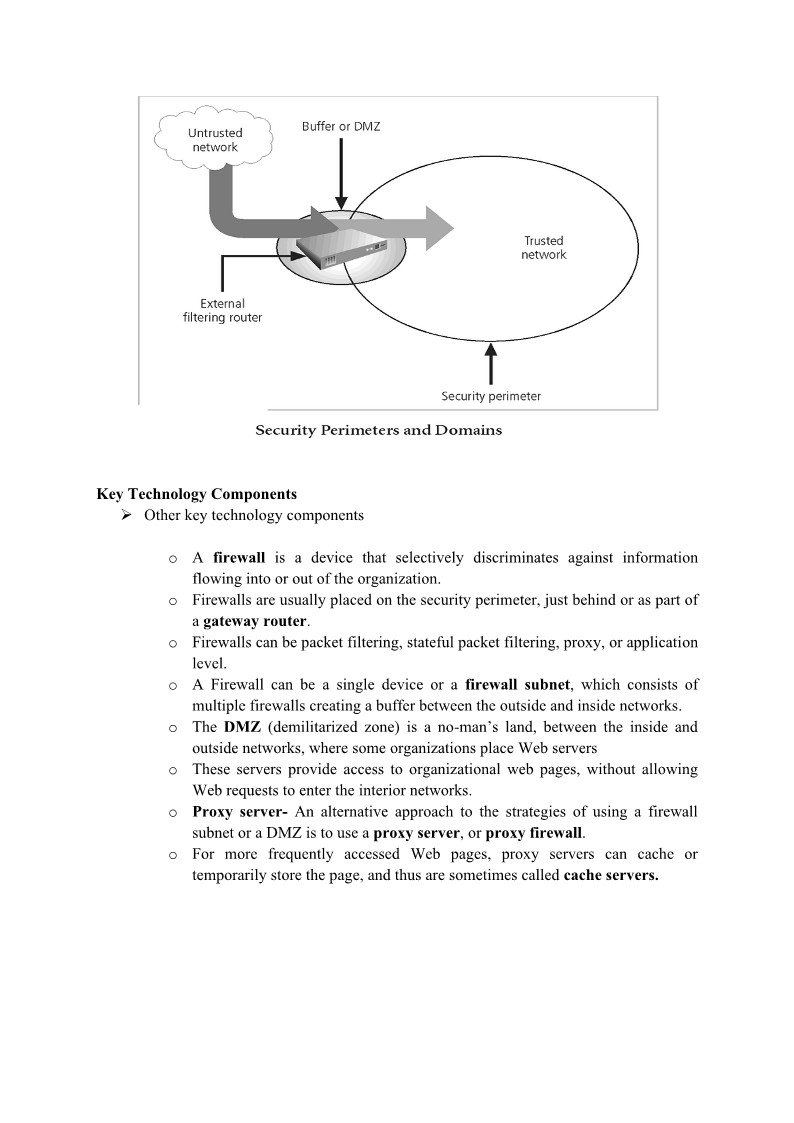 Untrusted
network
Buffer or DMZ
Trusted
network
External
filtering router
Security perimeter
Security Perimeters and Domains
Key Technology Components
➢ Other key technology components
o A firewall is a device that selectively discriminates against information
flowing into or out of the organization.
o Firewalls are usually placed on the security perimeter, just behind or as part of
a gateway router.
o Firewalls can be packet filtering, stateful packet filtering, proxy, or application
level.
o A Firewall can be a single device or a firewall subnet, which consists of
multiple firewalls creating a buffer between the outside and inside networks.
o The DMZ (demilitarized zone) is a no-man’s land, between the inside and
outside networks, where some organizations place Web servers
o These servers provide access to organizational web pages, without allowing
Web requests to enter the interior networks.
o Proxy server- An alternative approach to the strategies of using a firewall
subnet or a DMZ is to use a proxy server, or proxy firewall.
o For more frequently accessed Web pages, proxy servers can cache or
temporarily store the page, and thus are sometimes called cache servers.